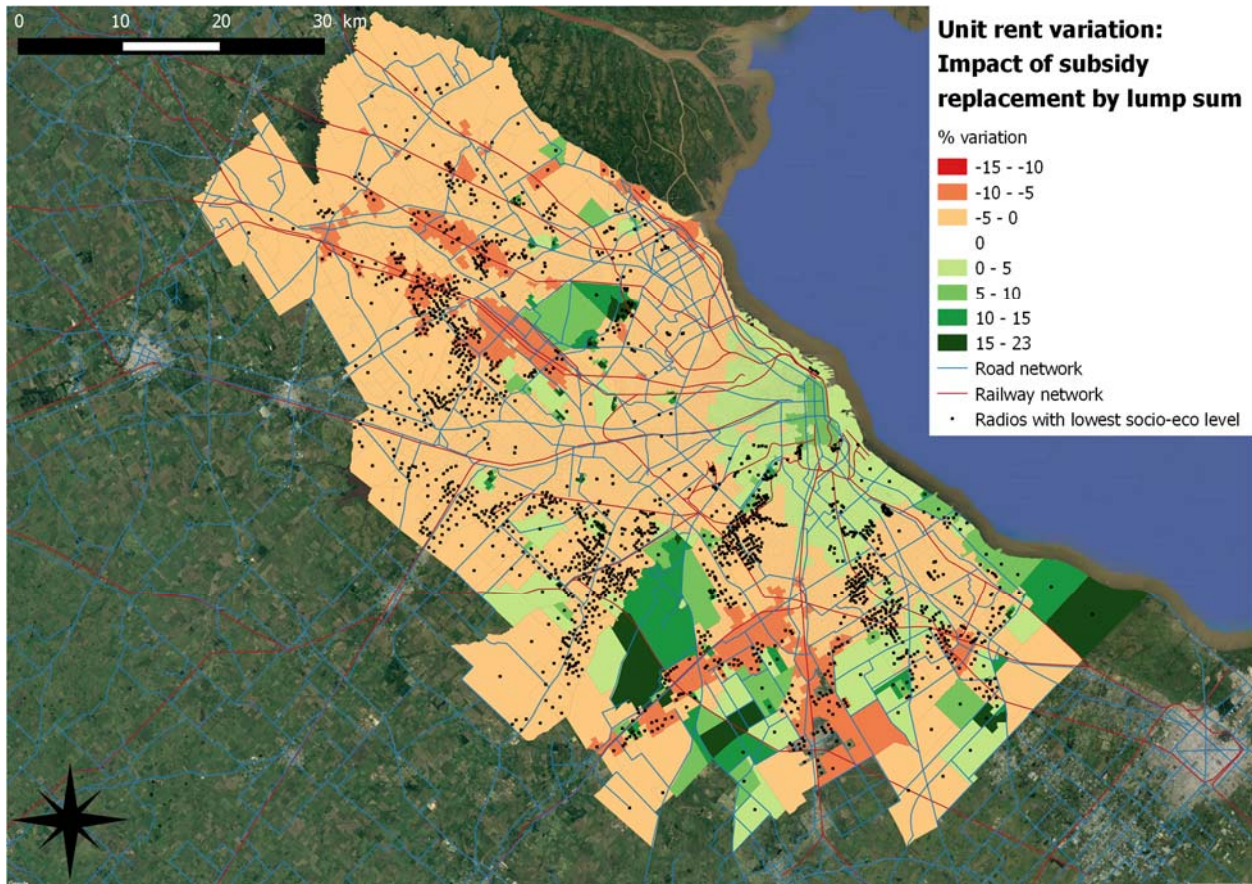 0 10 20 30 km
Unit rent variation:
Impact of subsidy
replacement by lump sum
% variation
-15 - -10
-10 - -5
-5 - 0
0
0 - 5
5 - 10
10 - 15
15 - 23
Road network
Railway network
Radios with lowest socio-eco level